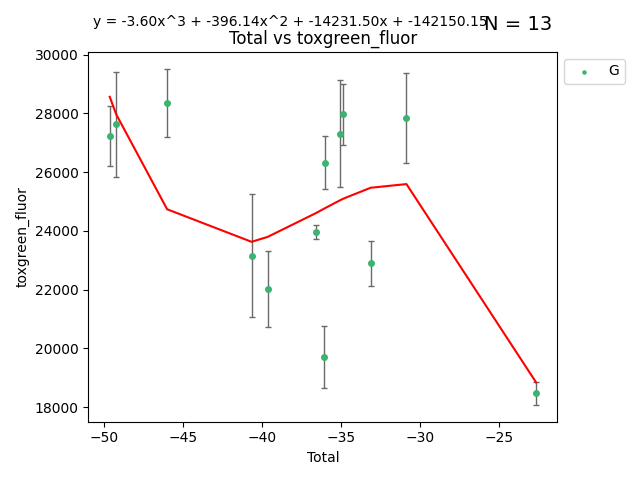 y = -3.60x^3 + -396.14x^2 + -14231.50x + -142150.15
N = 13
Total vs toxgreen_fluor
G
30000
28000
26000
24000
22000
20000
18000
toxgreen_fluor
−50
−45
−40
−35
−30
−25
Total